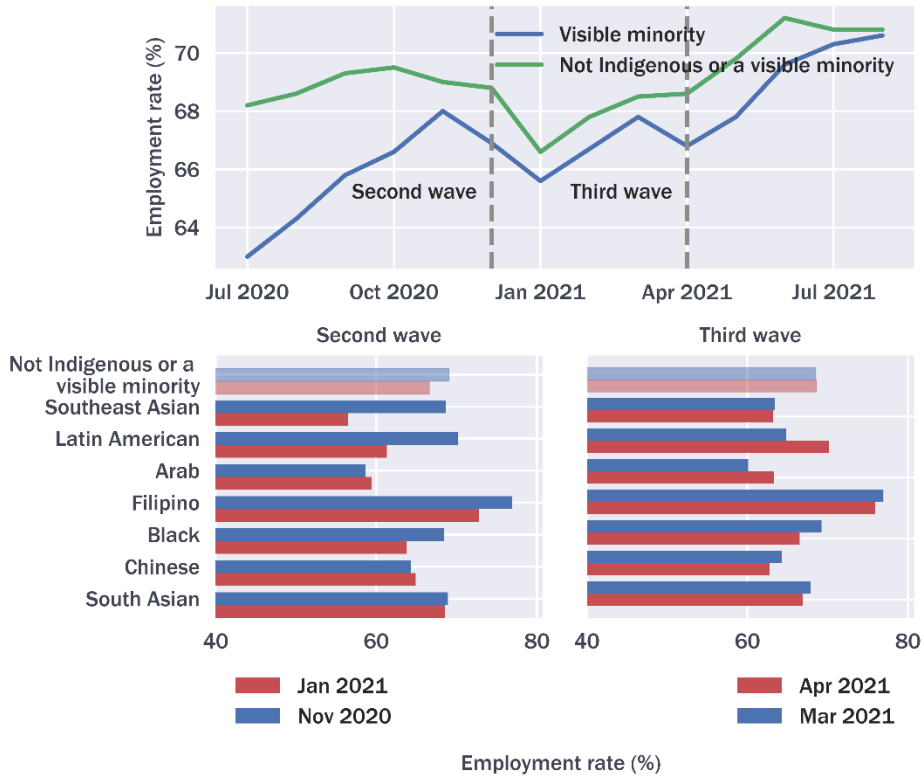 Visible minority
Not Indigenous or a visible minority
Employment rate (%)
70
68
66
64
Second wave
Third wave
Jul 2020
Oct 2020
Jan 2021
Apr 2021
Jul 2021
Second wave
Third wave
Not Indigenous or a
visible minority
Southeast Asian
Latin American
Arab
Filipino
Black
Chinese
South Asian
40
60
80
40
60
80
Jan 2021
Nov 2020
Apr 2021
Mar 2021
Employment rate (%)